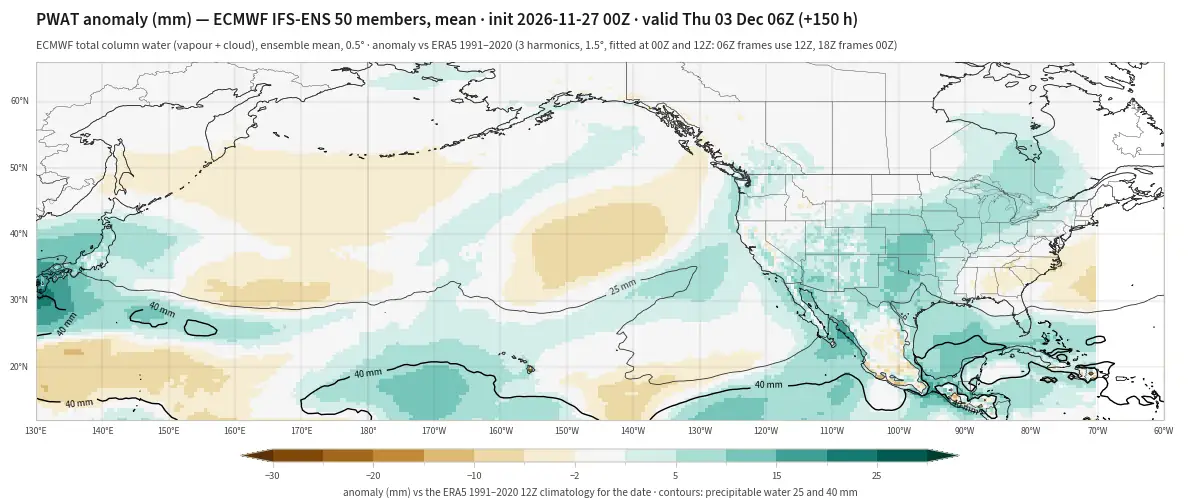 PWAT anomaly (mm) — ECMWF IFS-ENS 50 members, mean · init 2026-11-27 00Z · valid Thu 03 Dec 06Z (+150 h)
ECMWF total column water (vapour + cloud), ensemble mean, 0.5° · anomaly vs ERA5 1991–2020 (3 harmonics, 1.5°, fitted at 00Z and 12Z: 06Z frames use 12Z, 18Z frames 00Z)
60°N
50°N
40°N
30°N
20°N
25 mm
40 mm
40 mm
40 mm
40 mm
40 mm
130°E 140°E 150°E 160°E 170°E 180° 170°W 160°W 150°W 140°W 130°W 120°W 110°W 100°W 90°W 80°W 70°W 60°W
−30 −20 −10 −2 5 15 25
anomaly (mm) vs the ERA5 1991–2020 12Z climatology for the date · contours: precipitable water 25 and 40 mm